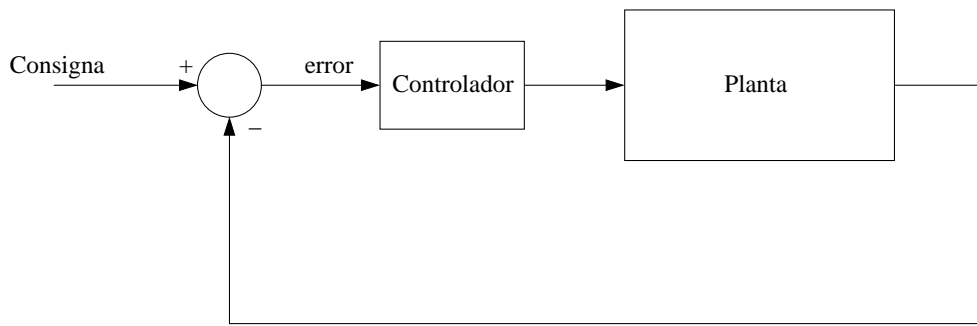 Consigna
+
error
Controlador
Planta
−